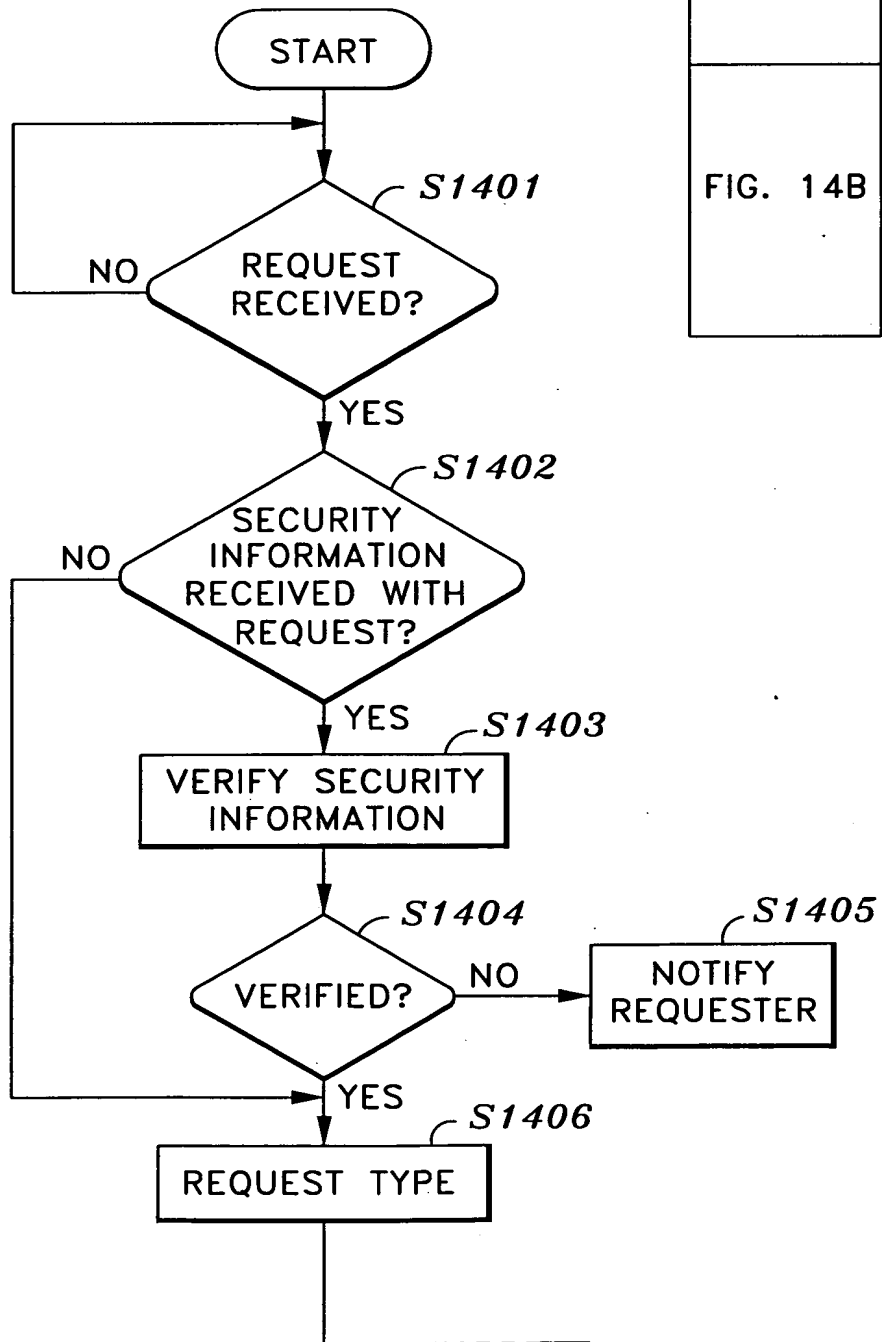 START
S1401
FIG. 14B
NO
REQUEST
RECEIVED?
YES
S1402
NO
SECURITY
INFORMATION
RECEIVED WITH
REQUEST?
YES
S1403
VERIFY SECURITY
INFORMATION
S1404
S1405
VERIFIED?
NO
NOTIFY
REQUESTER
YES
S1406
REQUEST TYPE